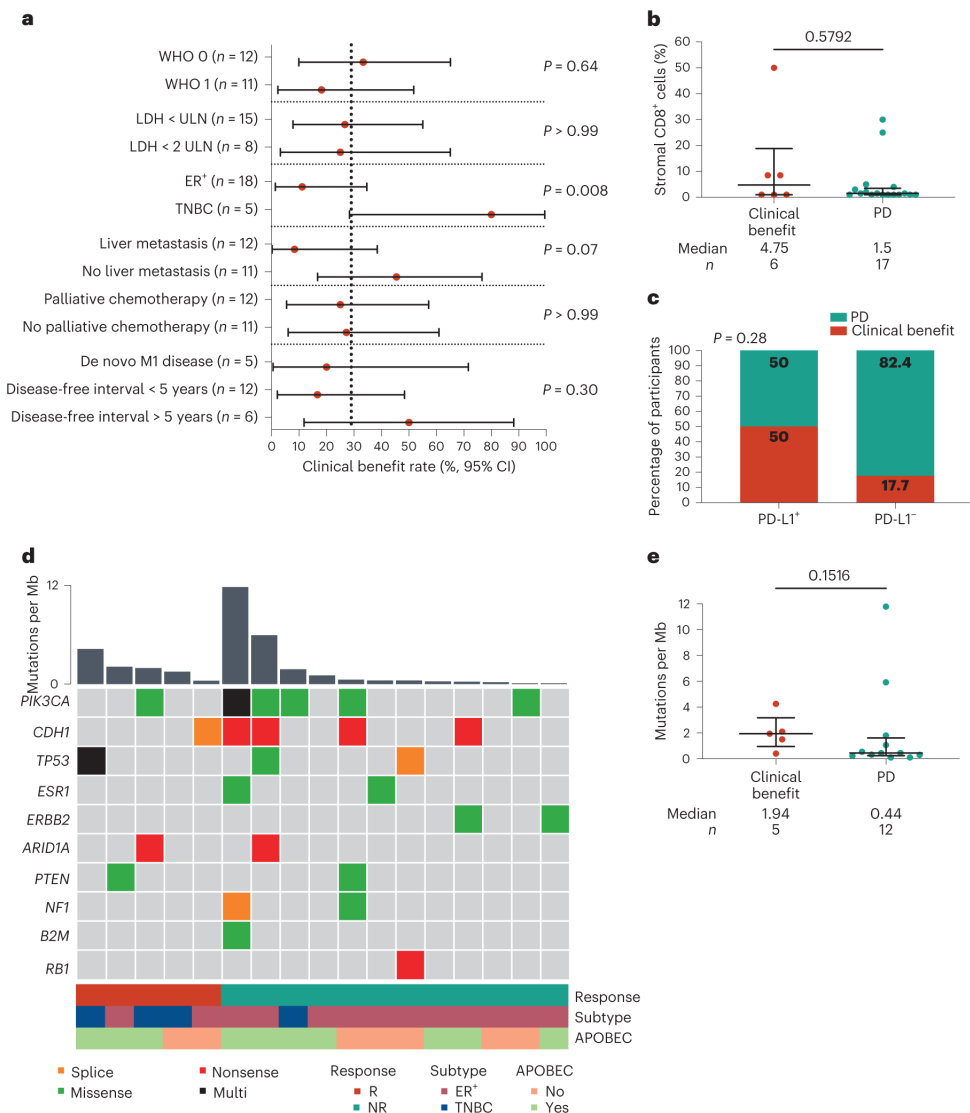 a
WHO 0 (n = 12)
WHO 1 (n = 11)
P = 0.64
LDH < ULN (n = 15)
LDH < 2 ULN (n = 8)
P > 0.99
ER+ (n = 18)
TNBC (n = 5)
P = 0.008
Liver metastasis (n = 12)
No liver metastasis (n = 11)
P = 0.07
Palliative chemotherapy (n = 12)
No palliative chemotherapy (n = 11)
P > 0.99
De novo M1 disease (n = 5)
Disease-free interval < 5 years (n = 12)
Disease-free interval > 5 years (n = 6)
P = 0.30
0 10 20 30 40 50 60 70 80 90 100
Clinical benefit rate (%, 95% CI)
b
0.5792
Stromal CD8+ cells (%)
60
50
40
30
20
10
0
Clinical benefit PD
Median 4.75 1.5
n 6 17
c
PD
Clinical benefit
P = 0.28
Percentage of participants
100
90
80
70
60
50
40
30
20
10
0
50 82.4
50 17.7
PD-L1+ PD-L1−
d
Mutations per Mb
12
0
PIK3CA
CDH1
TP53
ESR1
ERBB2
ARID1A
PTEN
NF1
B2M
RB1
Response
Subtype
APOBEC
Splice Nonsense
Missense Multi
Response Subtype APOBEC
R ER+ No
NR TNBC Yes
e
0.1516
Mutations per Mb
12
10
8
6
4
2
0
Clinical benefit PD
Median 1.94 0.44
n 5 12